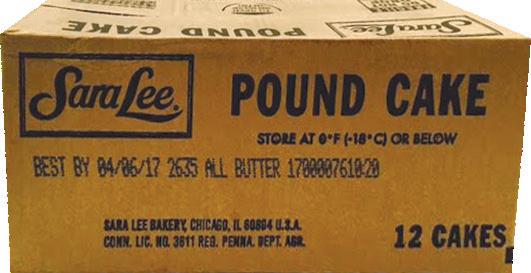 Sara Lee®
POUND CAKE
STORE AT 0°F (-18°C) OR BELOW
BEST BY 04/06/17 2635 ALL BUTTER 1700007610:20
SARA LEE BAKERY, CHICAGO, IL 60604 U.S.A.
CONN. LIC. NO. 3611 REG. PENNA. DEPT. AGR.
12 CAKES